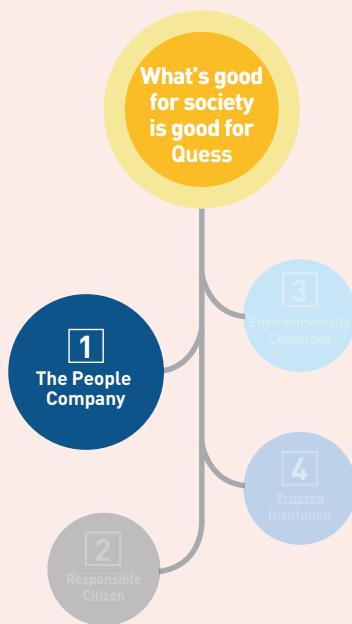 What's good
for society
is good for
Quess
1
The People
Company
2
Responsible
Citizen
3
Environmentally
Conscious
4
Trusted
Institution